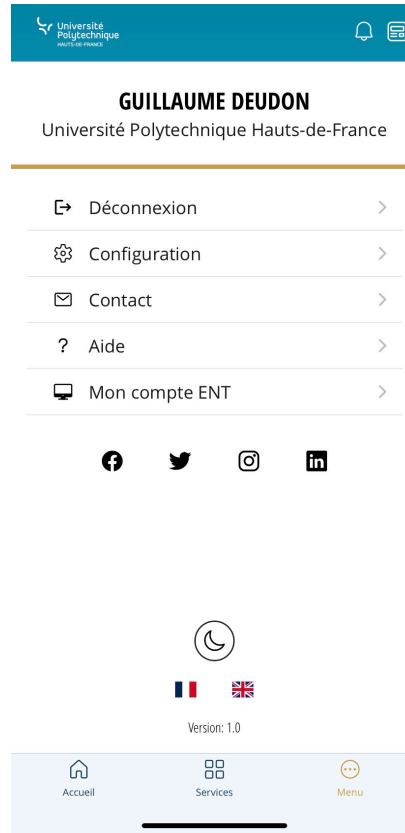 Université
Polytechnique
HAUTS-DE-FRANCE
GUILLAUME DEUDON
Université Polytechnique Hauts-de-France
Déconnexion
Configuration
Contact
? Aide
Mon compte ENT
Version: 1.0
Accueil
Services
Menu